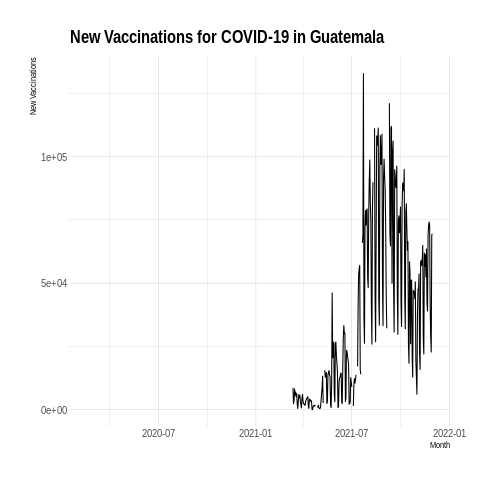 New Vaccinations for COVID-19 in Guatemala
New Vaccinations
1e+05
5e+04
0e+00
2020-07 2021-01 2021-07 2022-01
Month